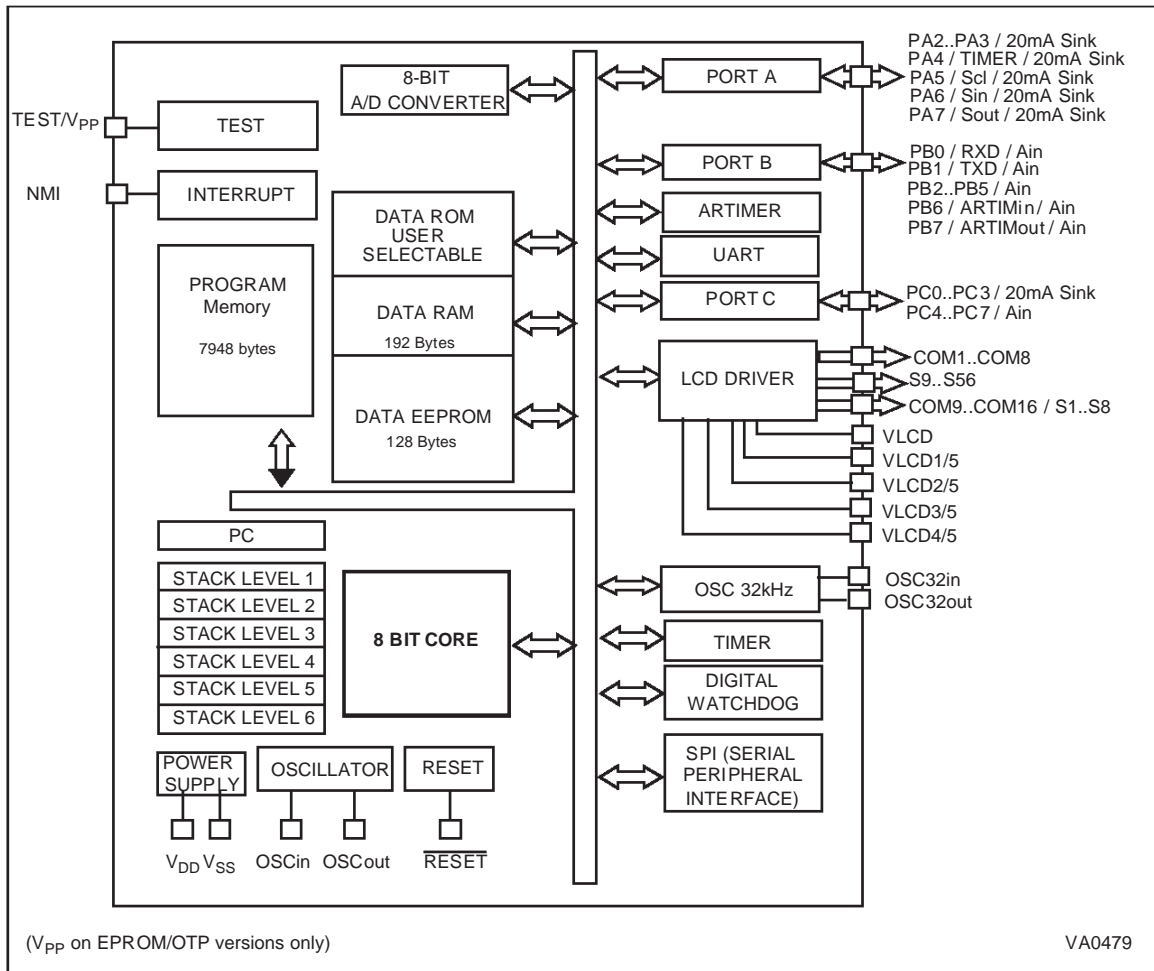 TEST/VPP
NMI
TEST
INTERRUPT
PROGRAM
Memory
7948 bytes
8-BIT
A/D CONVERTER
DATA ROM
USER
SELECTABLE
DATA RAM
192 Bytes
DATA EEPROM
128 Bytes
PC
STACK LEVEL 1
STACK LEVEL 2
STACK LEVEL 3
STACK LEVEL 4
STACK LEVEL 5
STACK LEVEL 6
8 BIT CORE
POWER
SUPPLY
OSCILLATOR
RESET
VDD VSS
OSCin
OSCout
RESET
PORT A
PORT B
ARTIMER
UART
PORT C
LCD DRIVER
OSC 32kHz
TIMER
DIGITAL
WATCHDOG
SPI (SERIAL
PERIPHERAL
INTERFACE)
PA2..PA3 / 20mA Sink
PA4 / TIMER / 20mA Sink
PA5 / Scl / 20mA Sink
PA6 / Sin / 20mA Sink
PA7 / Sout / 20mA Sink
PB0 / RXD / Ain
PB1 / TXD / Ain
PB2..PB5 / Ain
PB6 / ARTIMin / Ain
PB7 / ARTIMout / Ain
PC0..PC3 / 20mA Sink
PC4..PC7 / Ain
COM1..COM8
S9..S56
COM9..COM16 / S1..S8
VLCD
VLCD1/5
VLCD2/5
VLCD3/5
VLCD4/5
OSC32in
OSC32out
(VPP on EPROM/OTP versions only)
VA0479